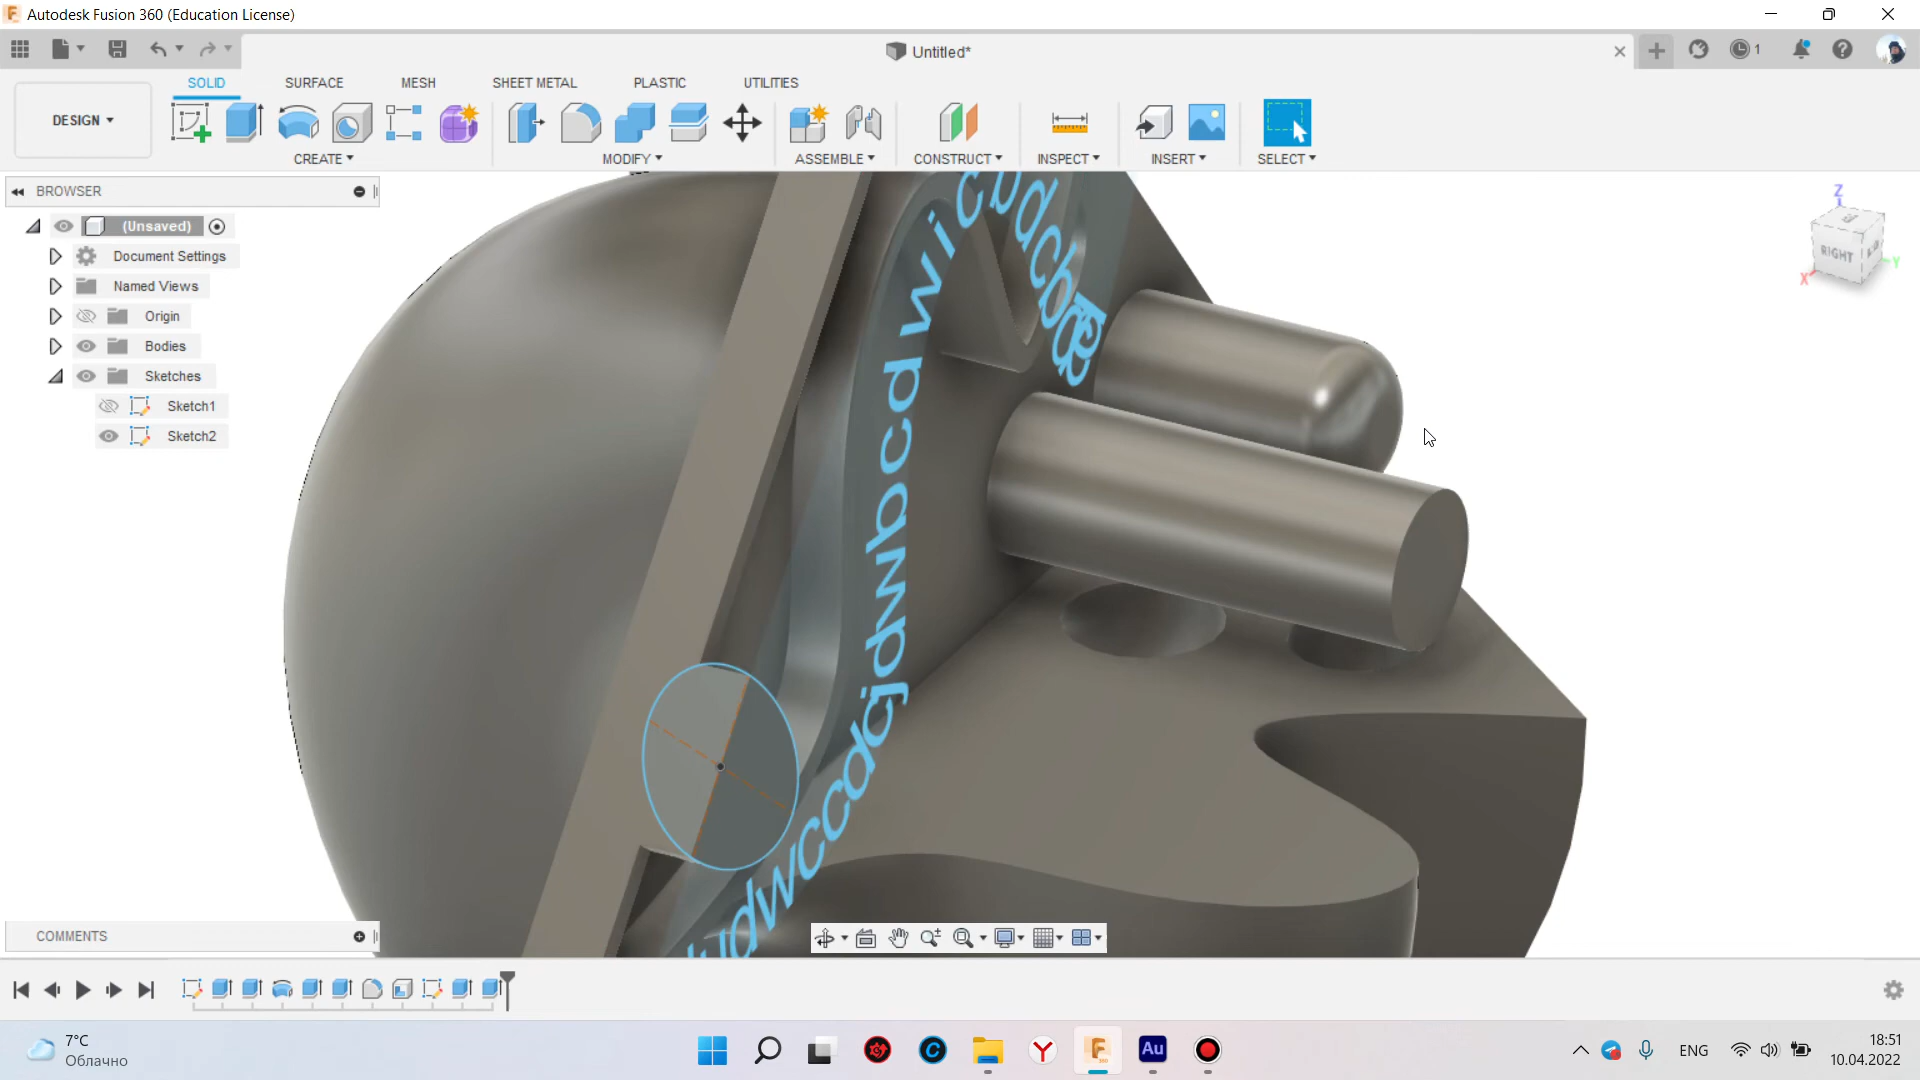 Autodesk Fusion 360 (Education License)
Untitled*
1
SOLID
SURFACE
MESH
SHEET METAL
PLASTIC
UTILITIES
DESIGN
CREATE
MODIFY
ASSEMBLE
CONSTRUCT
INSPECT
INSERT
SELECT
BROWSER
(Unsaved)
Document Settings
Named Views
Origin
Bodies
Sketches
Sketch1
Sketch2
Z
RIGHT
X
Y
COMMENTS
7°C
Облачно
Au
ENG
18:51
10.04.2022